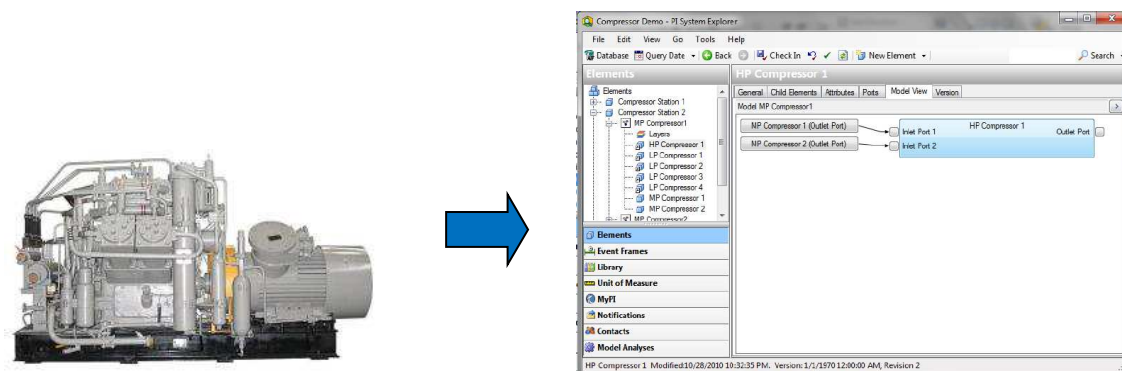 Compressor Demo - PI System Explorer
File Edit View Go Tools Help
Database Query Date Back Check In New Element Search
Elements
HP Compressor 1
Elements
Compressor Station 1
Compressor Station 2
MP Compressor1
Layers
HP Compressor 1
LP Compressor 1
LP Compressor 2
LP Compressor 3
LP Compressor 4
MP Compressor 1
MP Compressor 2
MP Compressor2
General Child Elements Attributes Ports Model View Version
Model MP Compressor1
MP Compressor 1 (Outlet Port)
MP Compressor 2 (Outlet Port)
HP Compressor 1
Inlet Port 1 Outlet Port
Inlet Port 2
Elements
Event Frames
Library
Unit of Measure
MyPI
Notifications
Contacts
Model Analyses
HP Compressor 1 Modified:10/28/2010 10:32:35 PM. Version: 1/1/1970 12:00:00 AM, Revision 2